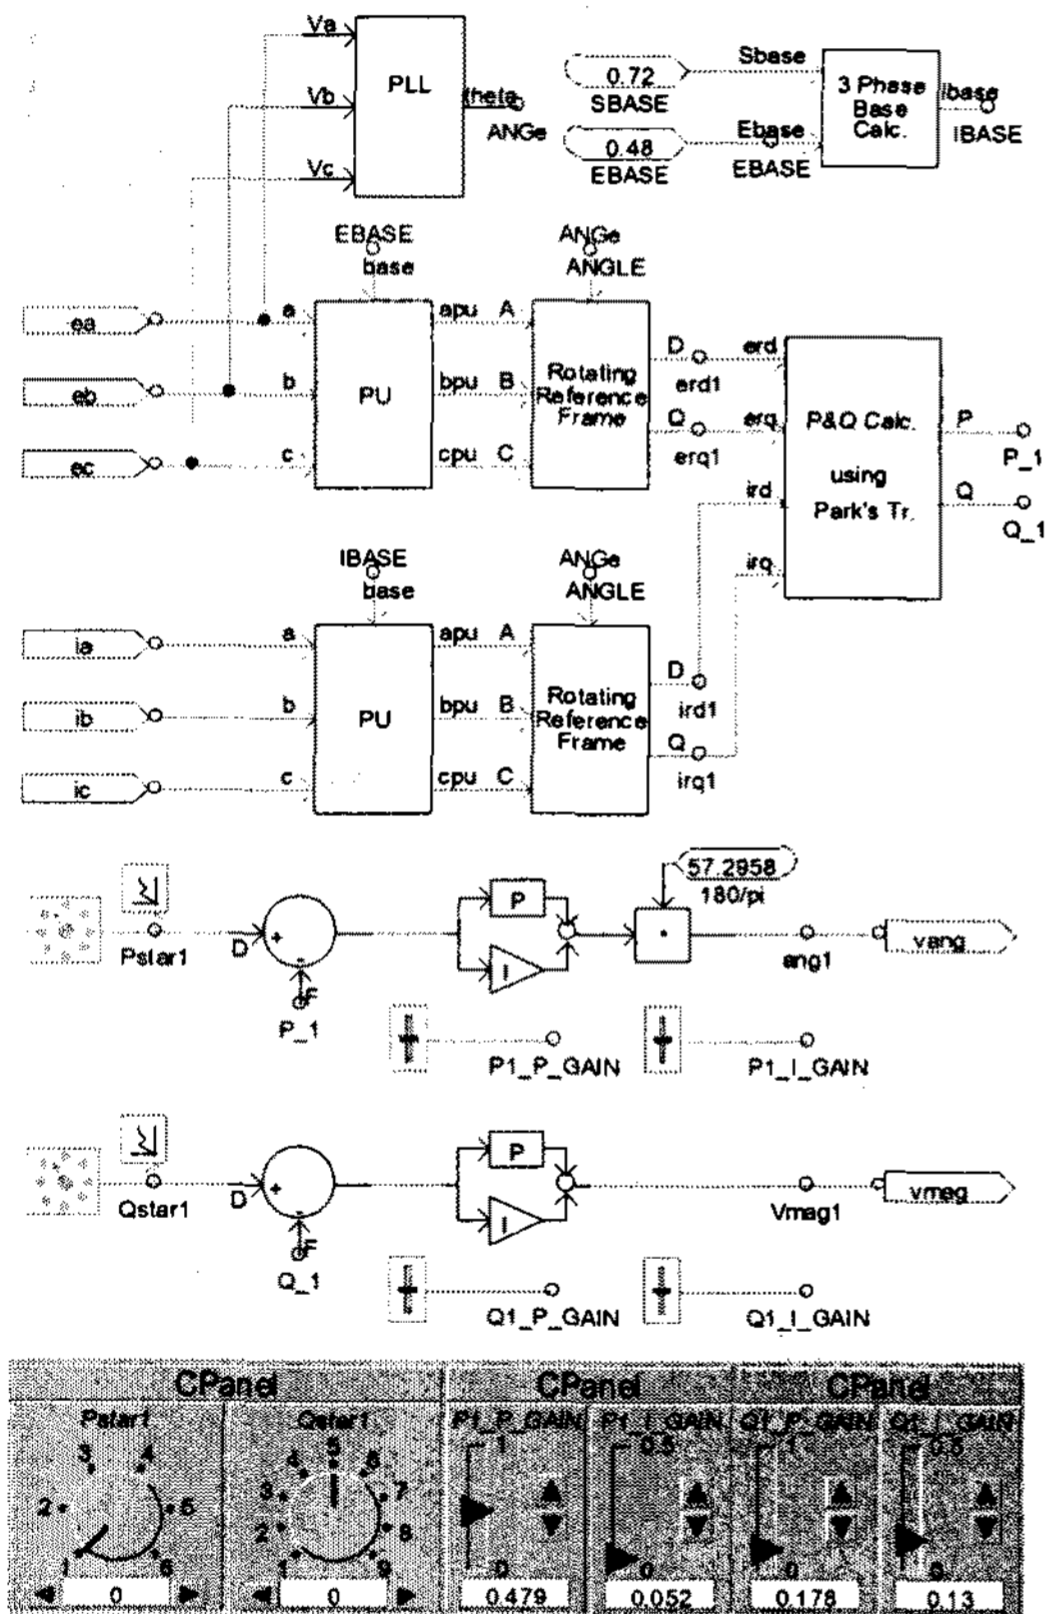 Va
Vb
Vc
PLL
theta
ANGe
0.72
SBASE
0.48
EBASE
Sbase
Ebase
EBASE
3 Phase
Base
Calc.
Ibase
IBASE
EBASE
base
ANGe
ANGLE
ea
eb
ec
a
b
c
PU
apu A
bpu B
cpu C
Rotating
Reference
Frame
D
erd1
Q
erq1
erd
erq
ird
irq
P&Q Calc.
using
Park's Tr.
P
P_1
Q
Q_1
IBASE
base
ANGe
ANGLE
ia
ib
ic
a
b
c
PU
apu A
bpu B
cpu C
Rotating
Reference
Frame
D
ird1
Q
irq1
Pstar1
D
+
-
F
P_1
P
I
57.2958
180/pi
*
ang1
vang
P1_P_GAIN
P1_I_GAIN
Qstar1
D
+
-
F
Q_1
P
I
Vmag1
vmag
Q1_P_GAIN
Q1_I_GAIN
CPanel CPanel CPanel
Pstar1 Qstar1 P1_P_GAIN P1_I_GAIN Q1_P_GAIN Q1_I_GAIN
1 2 3 4 5 6
1 2 3 4 5 6 7 8 9
1 0.5 1 0.5
0 0 0 0
0 0 0.479 0.052 0.178 0.13